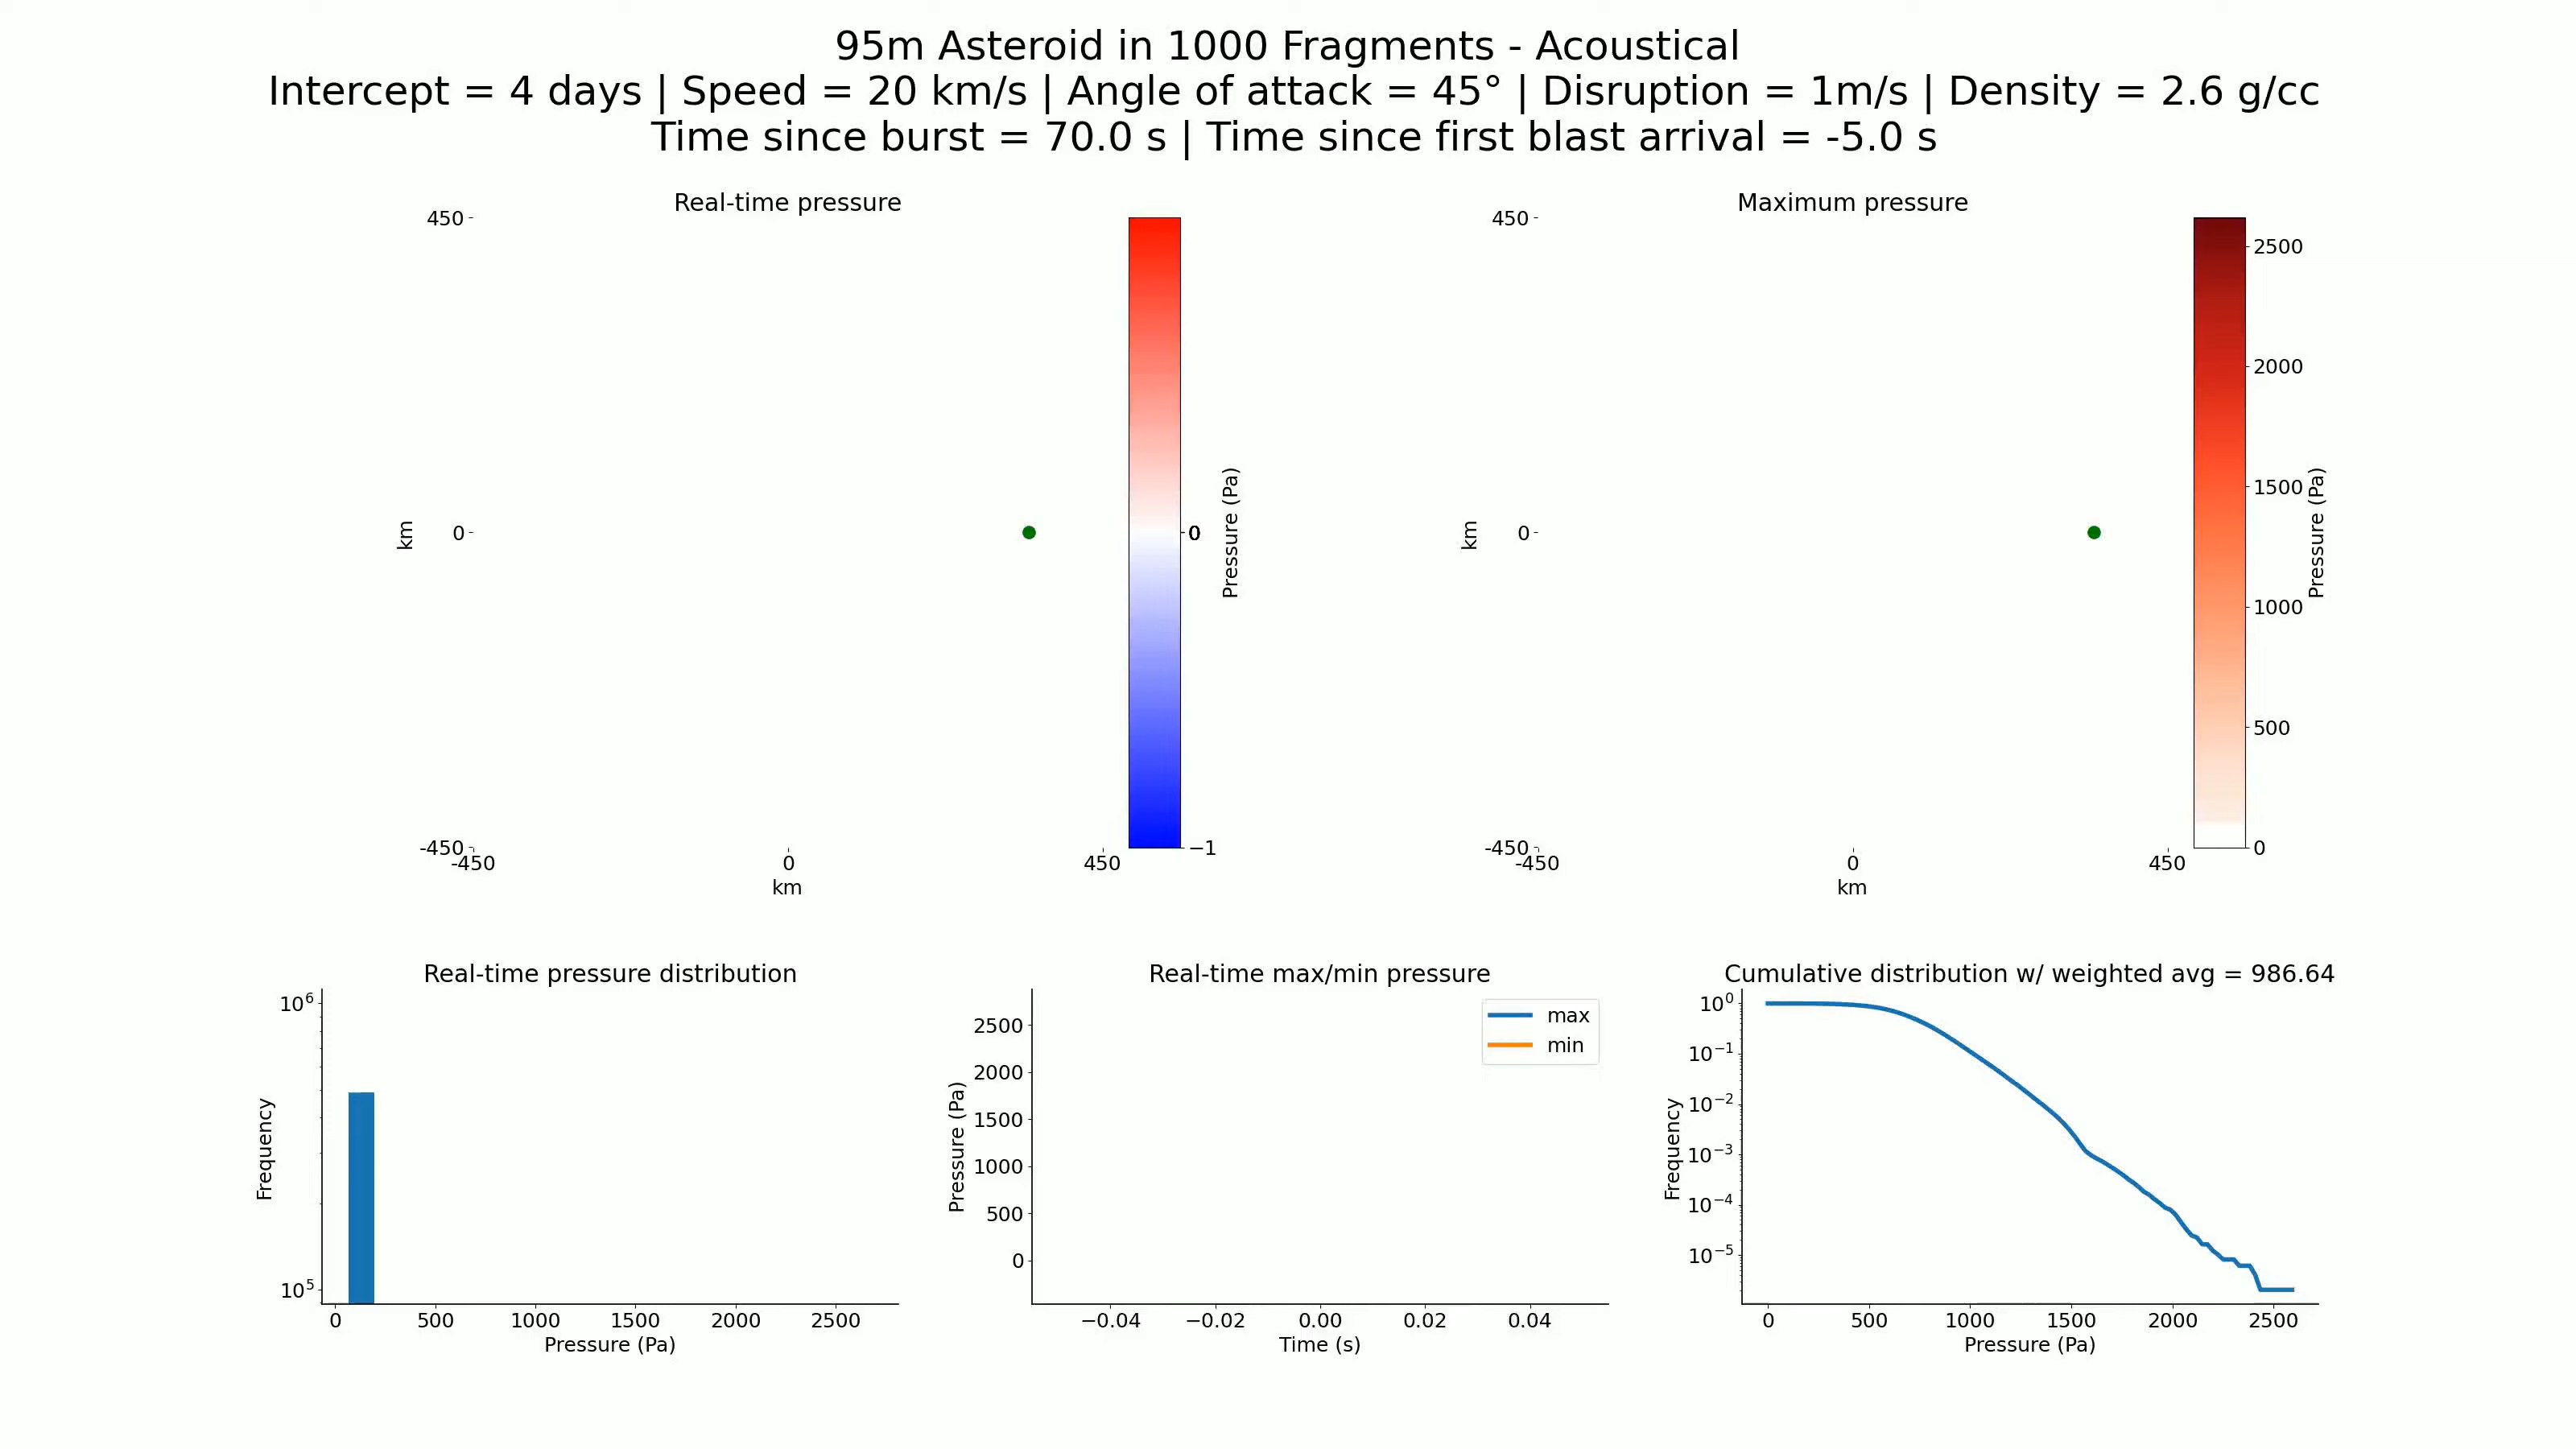 95m Asteroid in 1000 Fragments - Acoustical
Intercept = 4 days | Speed = 20 km/s | Angle of attack = 45° | Disruption = 1m/s | Density = 2.6 g/cc
Time since burst = 70.0 s | Time since first blast arrival = -5.0 s
Real-time pressure
450
0
-450
km
-450
0
450
km
0
0
−1
Pressure (Pa)
Maximum pressure
450
0
-450
km
-450
0
450
km
2500
2000
1500
1000
500
0
Pressure (Pa)
Real-time pressure distribution
10⁶
10⁵
Frequency
0
500
1000
1500
2000
2500
Pressure (Pa)
Real-time max/min pressure
max
min
2500
2000
1500
1000
500
0
Pressure (Pa)
−0.04
−0.02
0.00
0.02
0.04
Time (s)
Cumulative distribution w/ weighted avg = 986.64
10⁰
10⁻¹
10⁻²
10⁻³
10⁻⁴
10⁻⁵
Frequency
0
500
1000
1500
2000
2500
Pressure (Pa)